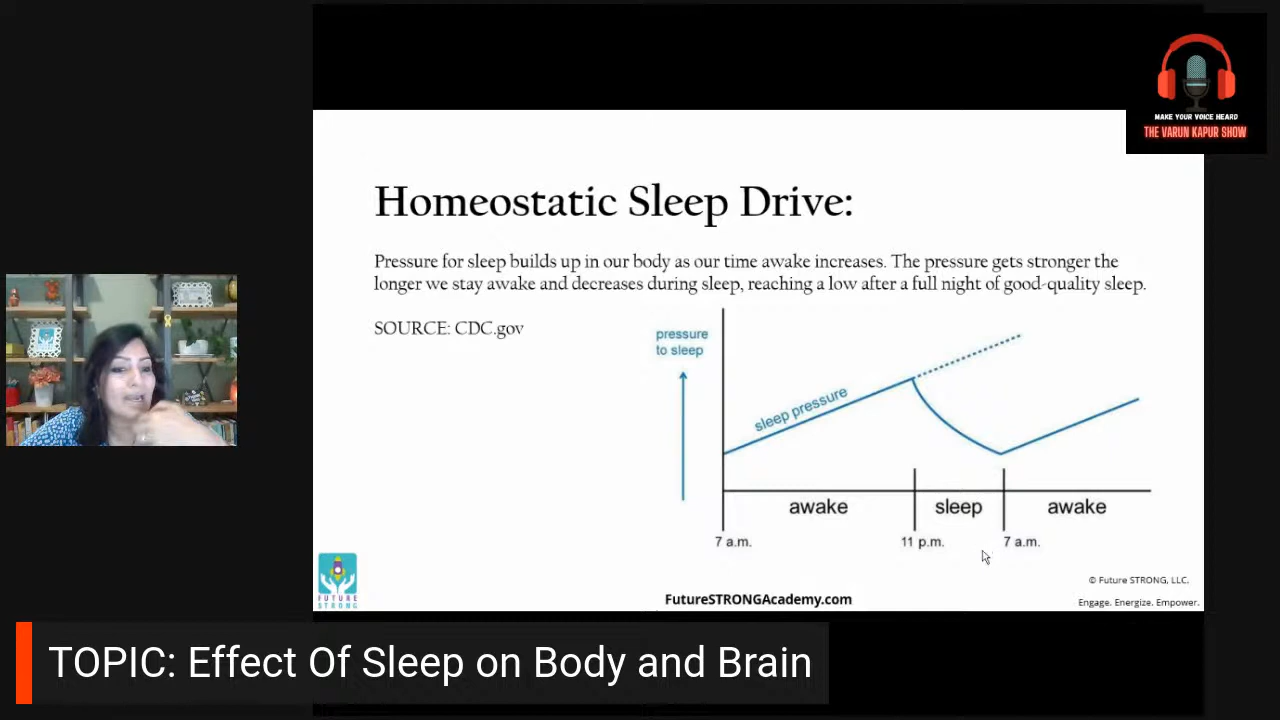 MAKE YOUR VOICE HEARD
THE VARUN KAPUR SHOW
Homeostatic Sleep Drive:
Pressure for sleep builds up in our body as our time awake increases. The pressure gets stronger the
longer we stay awake and decreases during sleep, reaching a low after a full night of good-quality sleep.
SOURCE: CDC.gov
pressure
to sleep
sleep pressure
awake
sleep
awake
7 a.m.
11 p.m.
7 a.m.
FUTURE
STRONG
FutureSTRONGAcademy.com
© Future STRONG, LLC.
Engage. Energize. Empower.
TOPIC: Effect Of Sleep on Body and Brain